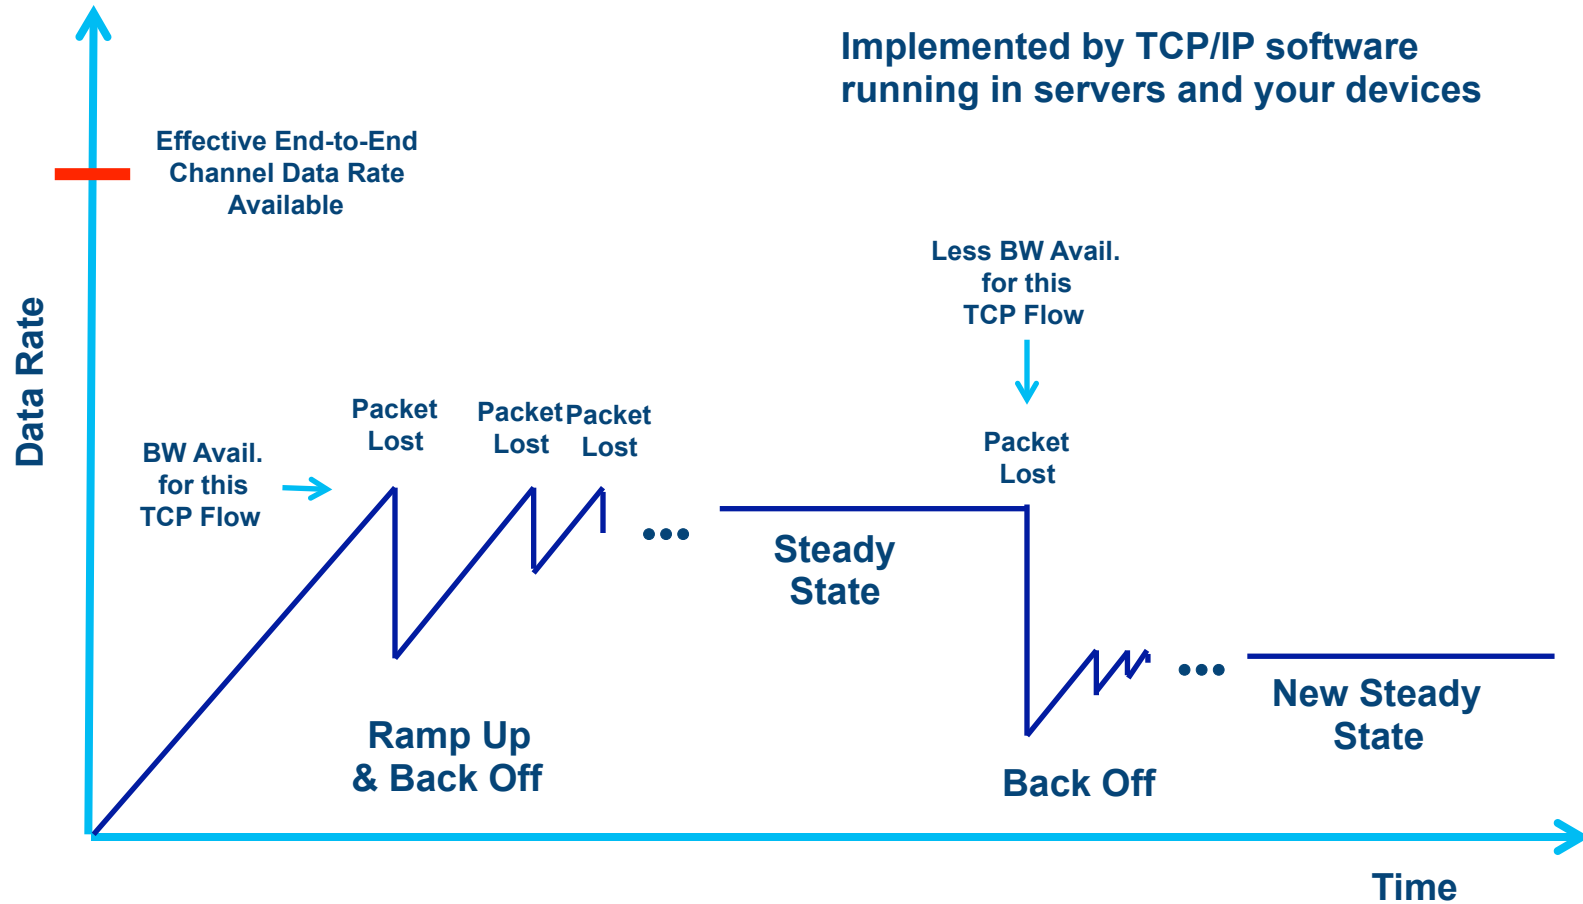 Implemented by TCP/IP software
running in servers and your devices
Effective End-to-End
Channel Data Rate
Available
Data Rate
Less BW Avail.
for this
TCP Flow
BW Avail.
for this
TCP Flow
Packet
Lost
Packet
Lost
Packet
Lost
Packet
Lost
Steady
State
Ramp Up
& Back Off
Back Off
New Steady
State
Time